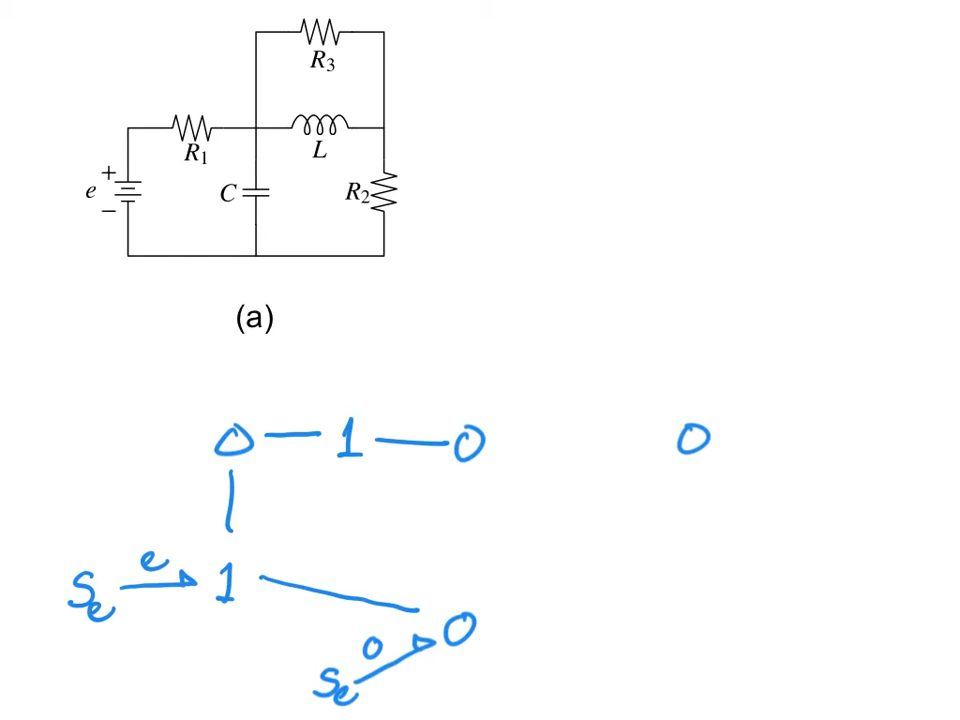 R3
R1
L
+
e
C
R2
−
(a)
0 — 1 — 0 0
Se e 1
0 0
Se